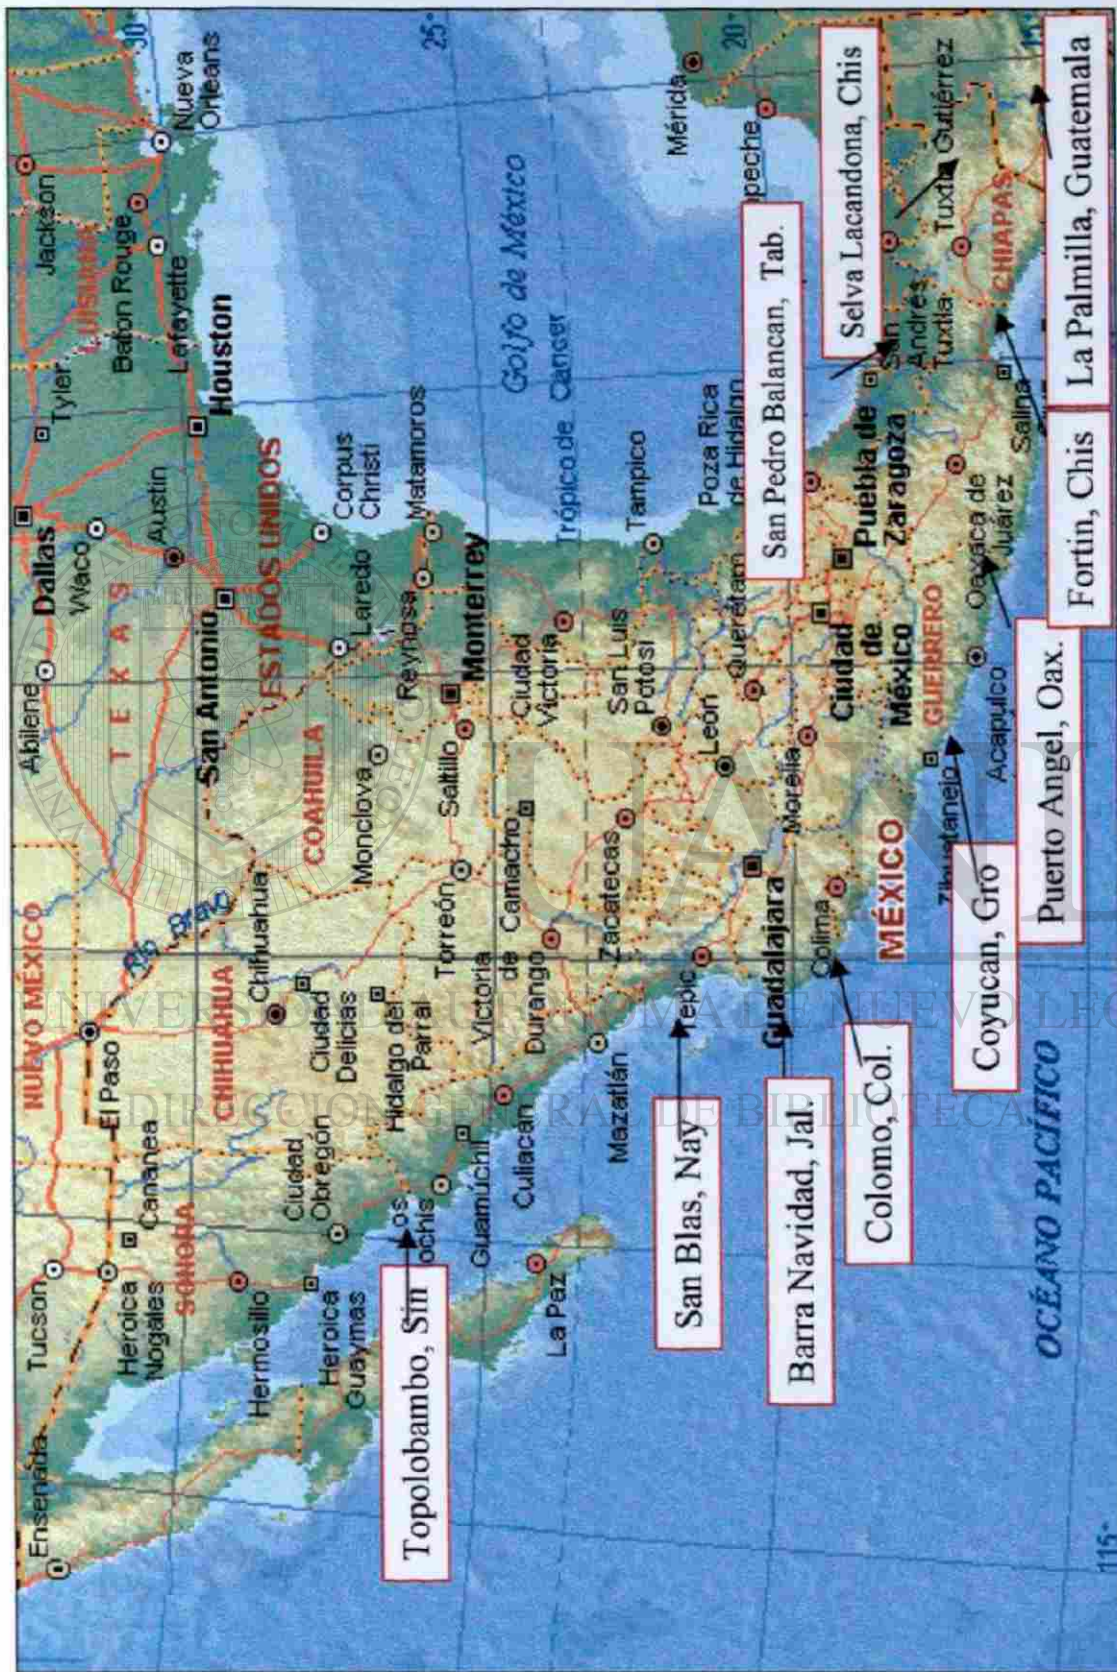 Ensenada
Tucson
Heroica
Nogales
Cananea
SONORA
Hermosillo
Heroica
Guaymas
Ciudad
Obregón
NUEVO MÉXICO
El Paso
CHIHUAHUA
Chihuahua
Ciudad
Delicias
Hidalgo del
Parral
Río Bravo
Abilene
Dallas
Waco
TEXAS
Austin
San Antonio
ESTADOS UNIDOS
Tyler
Jackson
LUISIANA
Baton Rouge
Lafayette
Houston
Nueva
Orleans
30°
COAHUILA
Monclova
Laredo
Corpus
Christi
Reynosa
Matamoros
Monterrey
Saltillo
Torreón
Topolobambo, Sin
Los
ochis
Guamúchil
Culiacan
La Paz
Victoria
de
Durango
Camacho
Ciudad
Victoria
25°
Golfo de México
Trópico de Cancer
Mazatlán
Zacatecas
San Luis
Potosí
Tampico
San Blas, Nay
Tepic
León
Querétaro
Poza Rica
de Hidalgo
Mérida
peche
20°
San Pedro Balancan, Tab.
Barra Navidad, Jal.
Guadalajara
Morelia
Ciudad
de
México
Puebla de
Zaragoza
Selva Lacandona, Chis
San
Andrés
Tuxtla
Tuxtla Gutiérrez
Colomo, Col.
Colima
MÉXICO
GUERRERO
Zihuatanejo
Acapulco
Oaxaca de
Juárez
Salina
CHIAPAS
15°
Coyucan, Gro
Puerto Angel, Oax.
Fortin, Chis
La Palmilla, Guatemala
OCÉANO PACÍFICO
115°
UANL
UNIVERSIDAD AUTÓNOMA DE NUEVO LEÓN
DIRECCIÓN GENERAL DE BIBLIOTECAS